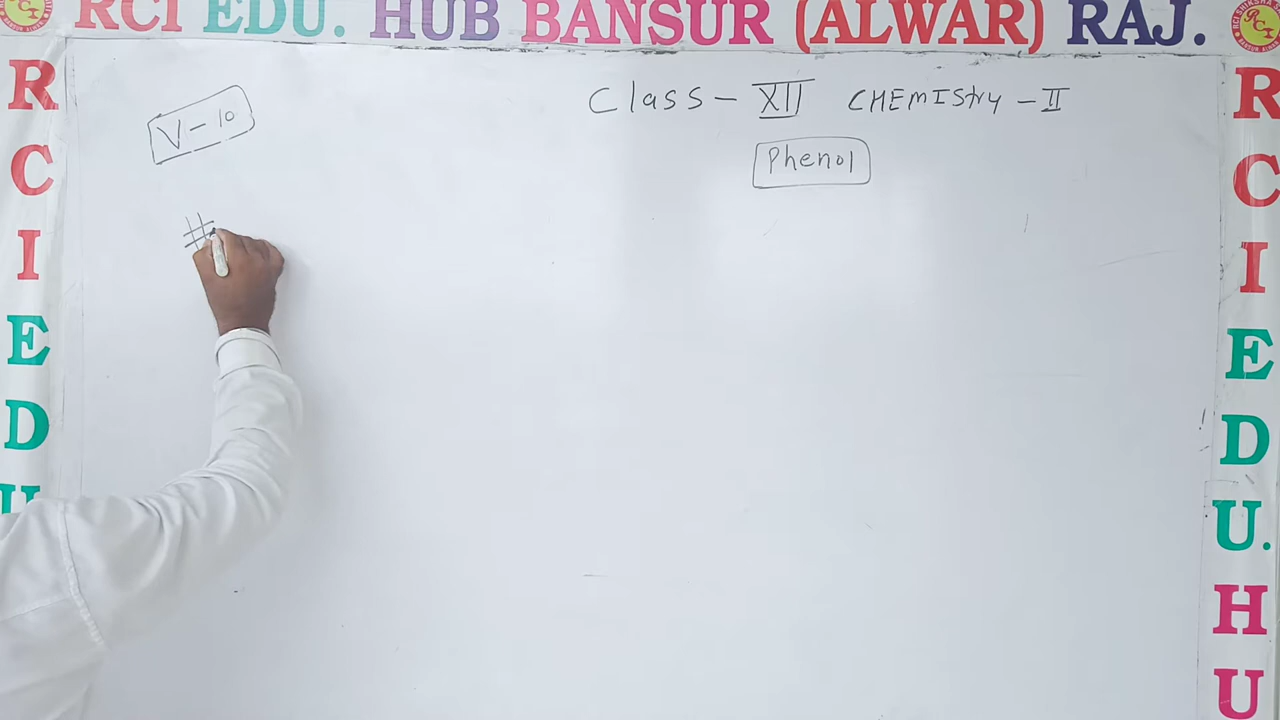 RCI EDU. HUB BANSUR (ALWAR) RAJ.
R C I E D U
Class - XII CHEMIStry - II
V - 10
Phenol
#
R C I E D U. H U